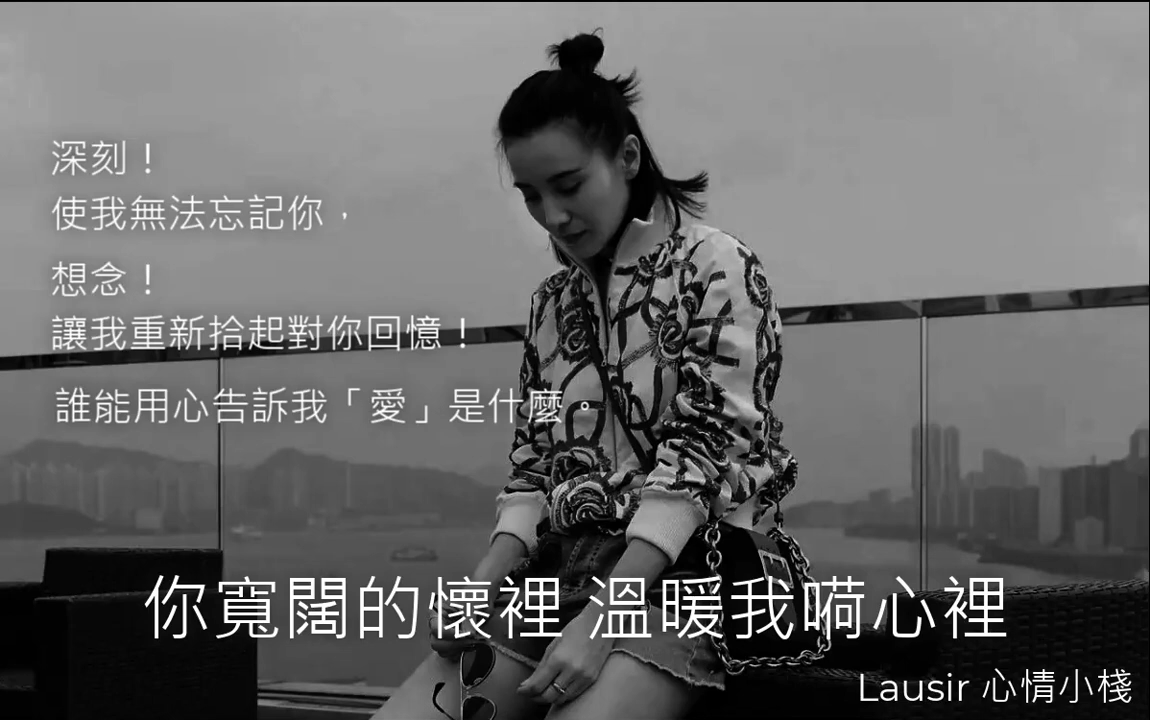 深刻！
使我無法忘記你，
想念！
讓我重新拾起對你回憶！
誰能用心告訴我「愛」是什麼。
你寬闊的懷裡 溫暖我嗬心裡
Lausir 心情小棧